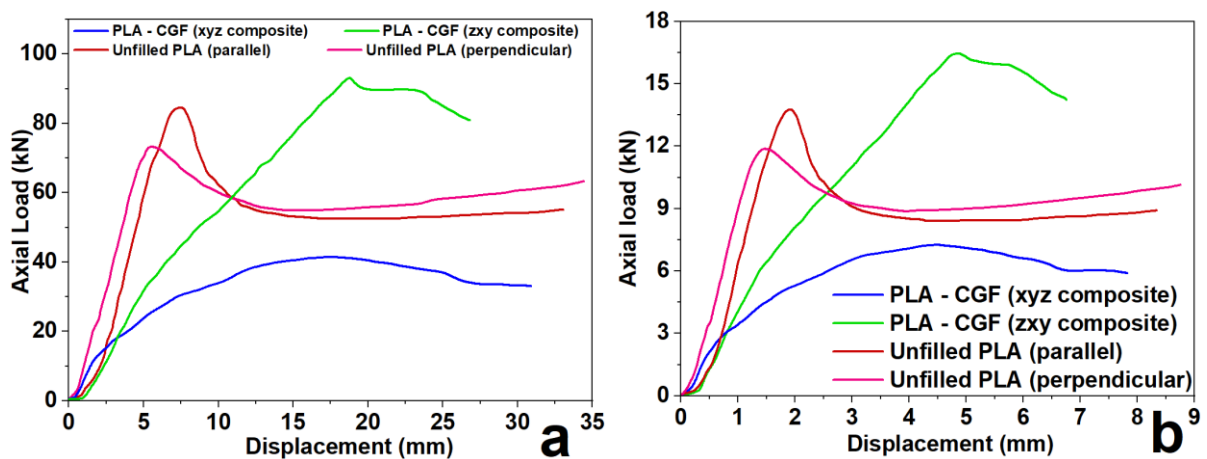 PLA - CGF (xyz composite) PLA - CGF (zxy composite)
Unfilled PLA (parallel) Unfilled PLA (perpendicular)
100
80
60
40
20
0
Axial Load (kN)
0 5 10 15 20 25 30 35
Displacement (mm)
a
18
15
12
9
6
3
0
Axial load (kN)
PLA - CGF (xyz composite)
PLA - CGF (zxy composite)
Unfilled PLA (parallel)
Unfilled PLA (perpendicular)
0 1 2 3 4 5 6 7 8 9
Displacement (mm)
b